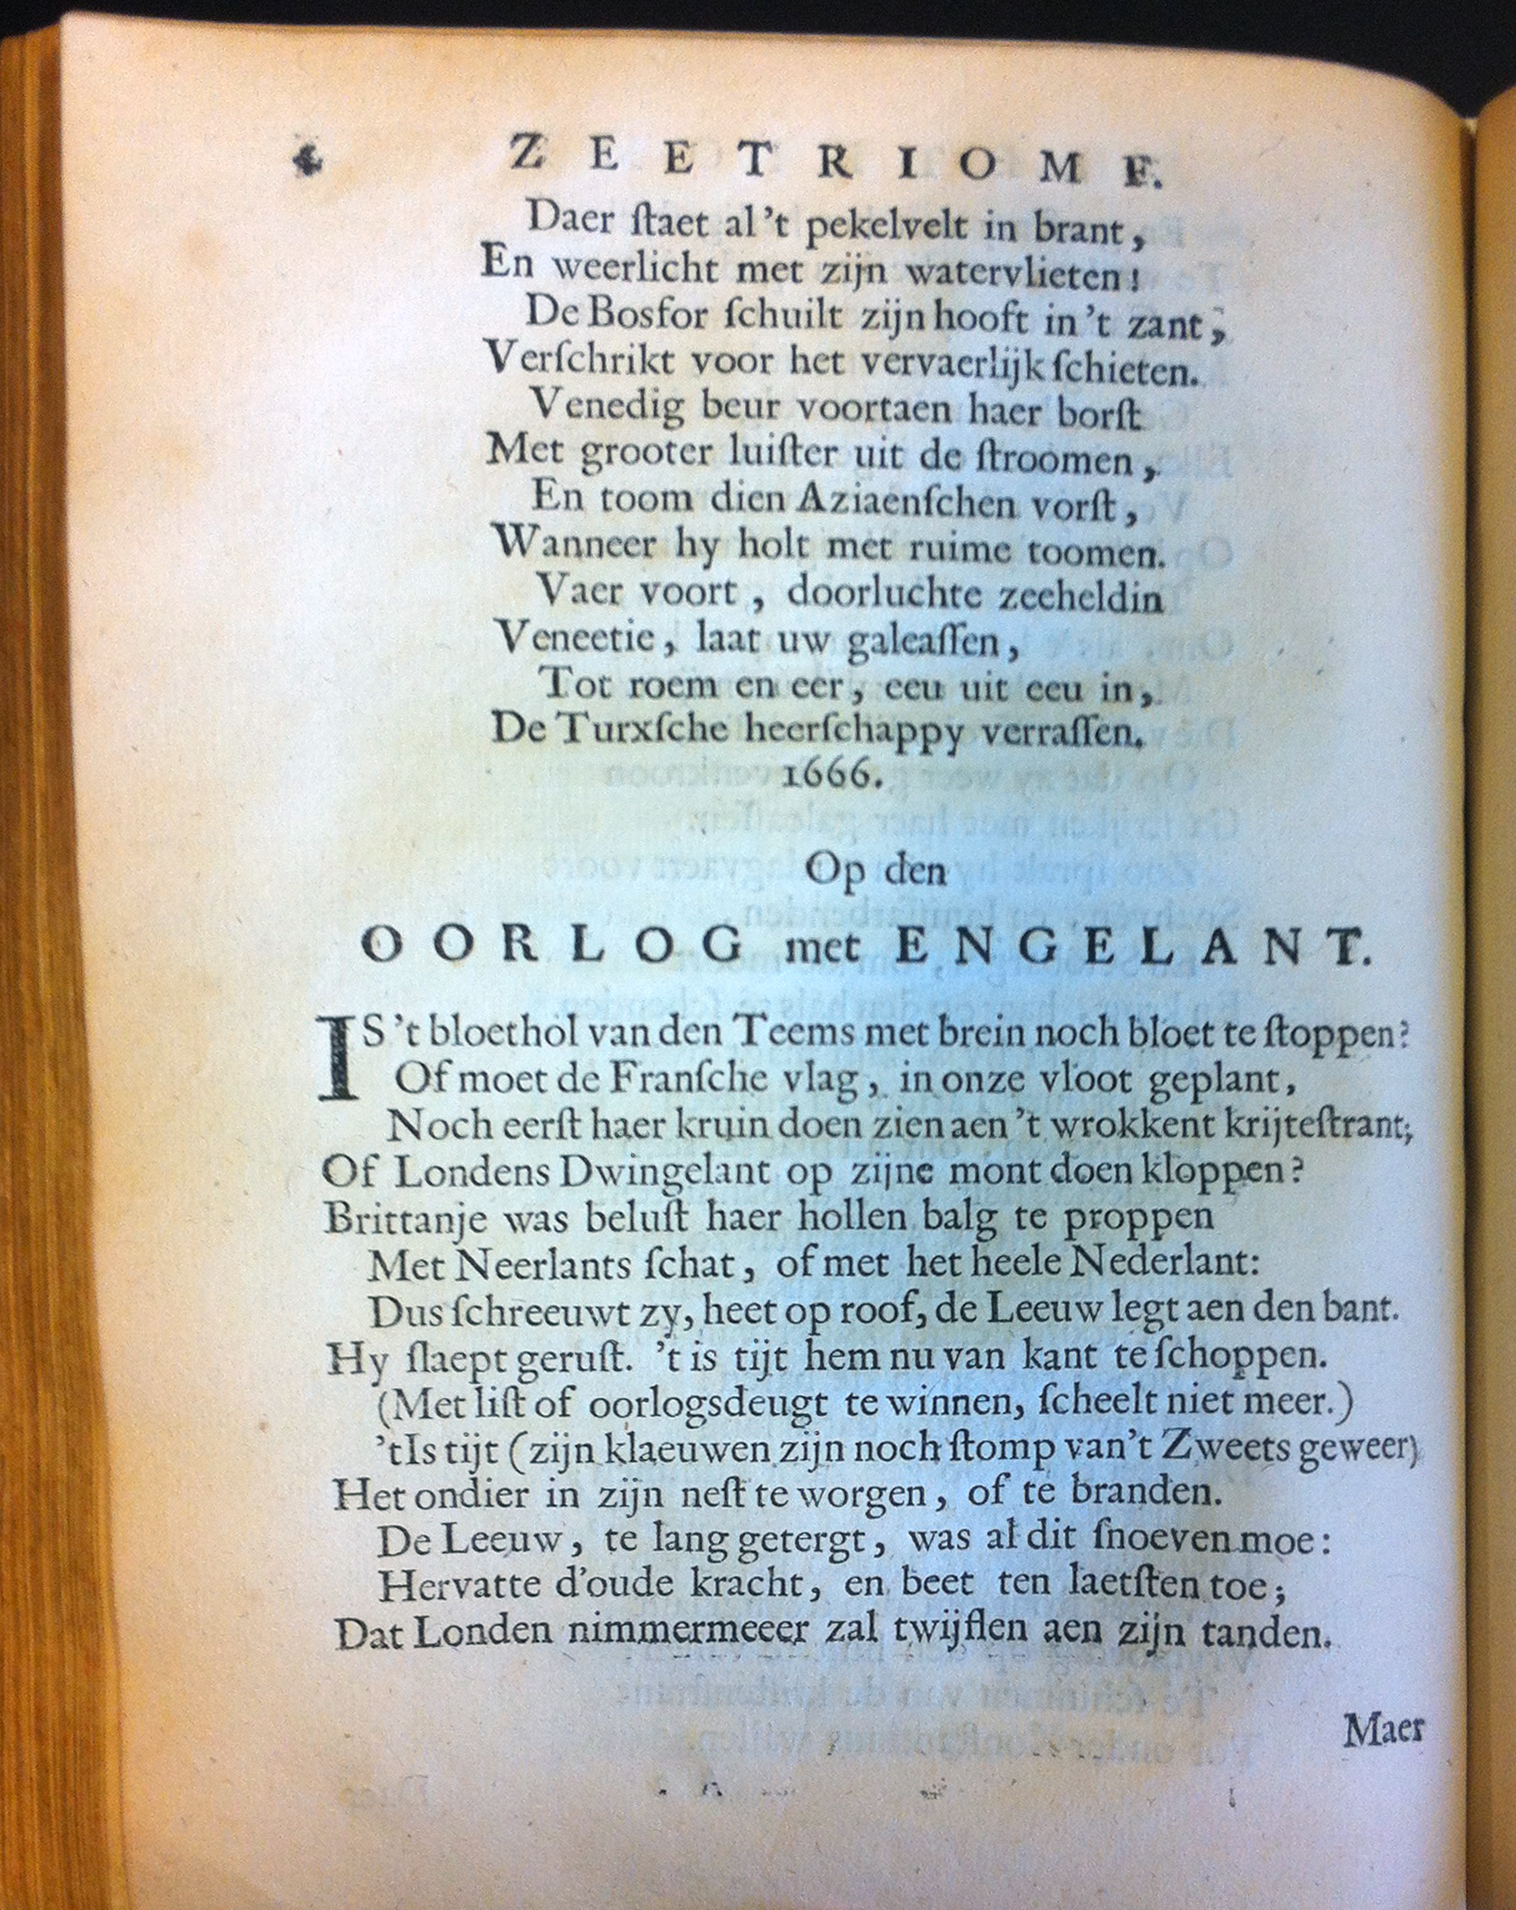 4 ZEETRIOMF.
Daer ſtaet al 't pekelvelt in brant,
En weerlicht met zijn watervlieten!
De Bosfor ſchuilt zijn hooft in 't zant,
Verſchrikt voor het vervaerlijk ſchieten.
Venedig beur voortaen haer borſt
Met grooter luiſter uit de ſtroomen,
En toom dien Aziaenſchen vorſt,
Wanneer hy holt met ruime toomen.
Vaer voort, doorluchte zeeheldin
Veneetie, laat uw galeaſſen,
Tot roem en eer, eeu uit eeu in,
De Turxſche heerſchappy verraſſen.
1666.
Op den
OORLOG met ENGELANT.
IS 't bloethol van den Teems met brein noch bloet te ſtoppen?
Of moet de Franſche vlag, in onze vloot geplant,
Noch eerſt haer kruin doen zien aen 't wrokkent krijteſtrant;
Of Londens Dwingelant op zijne mont doen kloppen?
Brittanje was beluſt haer hollen balg te proppen
Met Neerlants ſchat, of met het heele Nederlant:
Dus ſchreeuwt zy, heet op roof, de Leeuw legt aen den bant.
Hy ſlaept geruſt. 't is tijt hem nu van kant te ſchoppen.
(Met liſt of oorlogsdeugt te winnen, ſcheelt niet meer.)
'tIs tijt (zijn klaeuwen zijn noch ſtomp van't Zweets geweer)
Het ondier in zijn neſt te worgen, of te branden.
De Leeuw, te lang getergt, was al dit ſnoeven moe:
Hervatte d'oude kracht, en beet ten laetſten toe;
Dat Londen nimmermeeer zal twijflen aen zijn tanden.
Maer